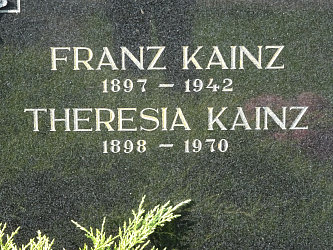 FRANZ KAINZ
1897 – 1942
THERESIA KAINZ
1898 – 1970